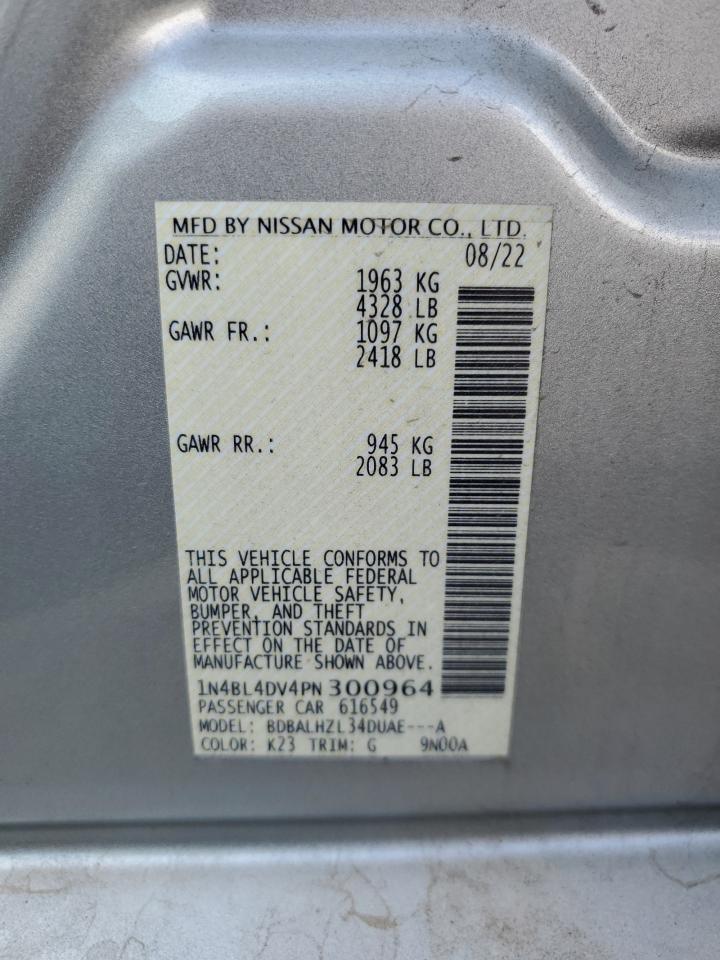 MFD BY NISSAN MOTOR CO., LTD.
DATE: 08/22
GVWR: 1963 KG
4328 LB
GAWR FR.: 1097 KG
2418 LB
GAWR RR.: 945 KG
2083 LB
THIS VEHICLE CONFORMS TO
ALL APPLICABLE FEDERAL
MOTOR VEHICLE SAFETY,
BUMPER, AND THEFT
PREVENTION STANDARDS IN
EFFECT ON THE DATE OF
MANUFACTURE SHOWN ABOVE.
1N4BL4DV4PN300964
PASSENGER CAR 616549
MODEL: BDBALHZL34DUAE---A
COLOR: K23 TRIM: G 9N00A